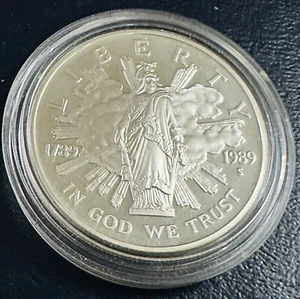 LIBERTY
1789 1989
S
IN GOD WE TRUST